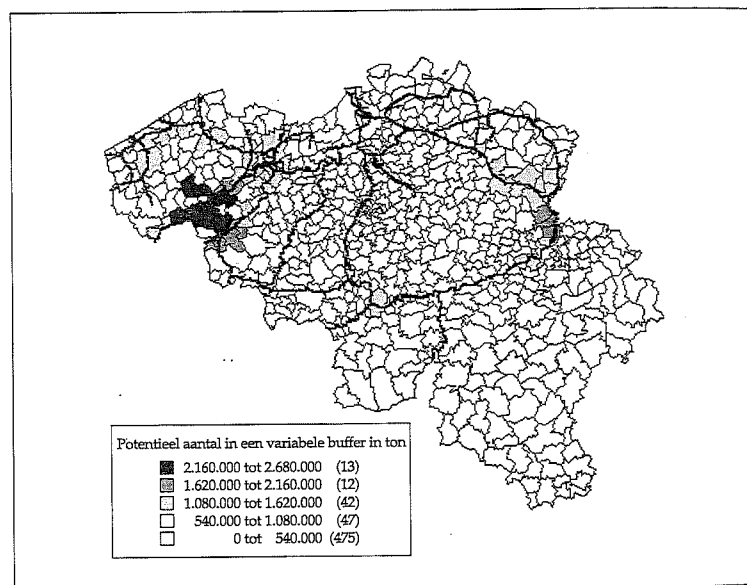 Potentieel aantal in een variabele buffer in ton
2.160.000 tot 2.680.000 (13)
1.620.000 tot 2.160.000 (12)
1.080.000 tot 1.620.000 (42)
540.000 tot 1.080.000 (47)
0 tot 540.000 (475)